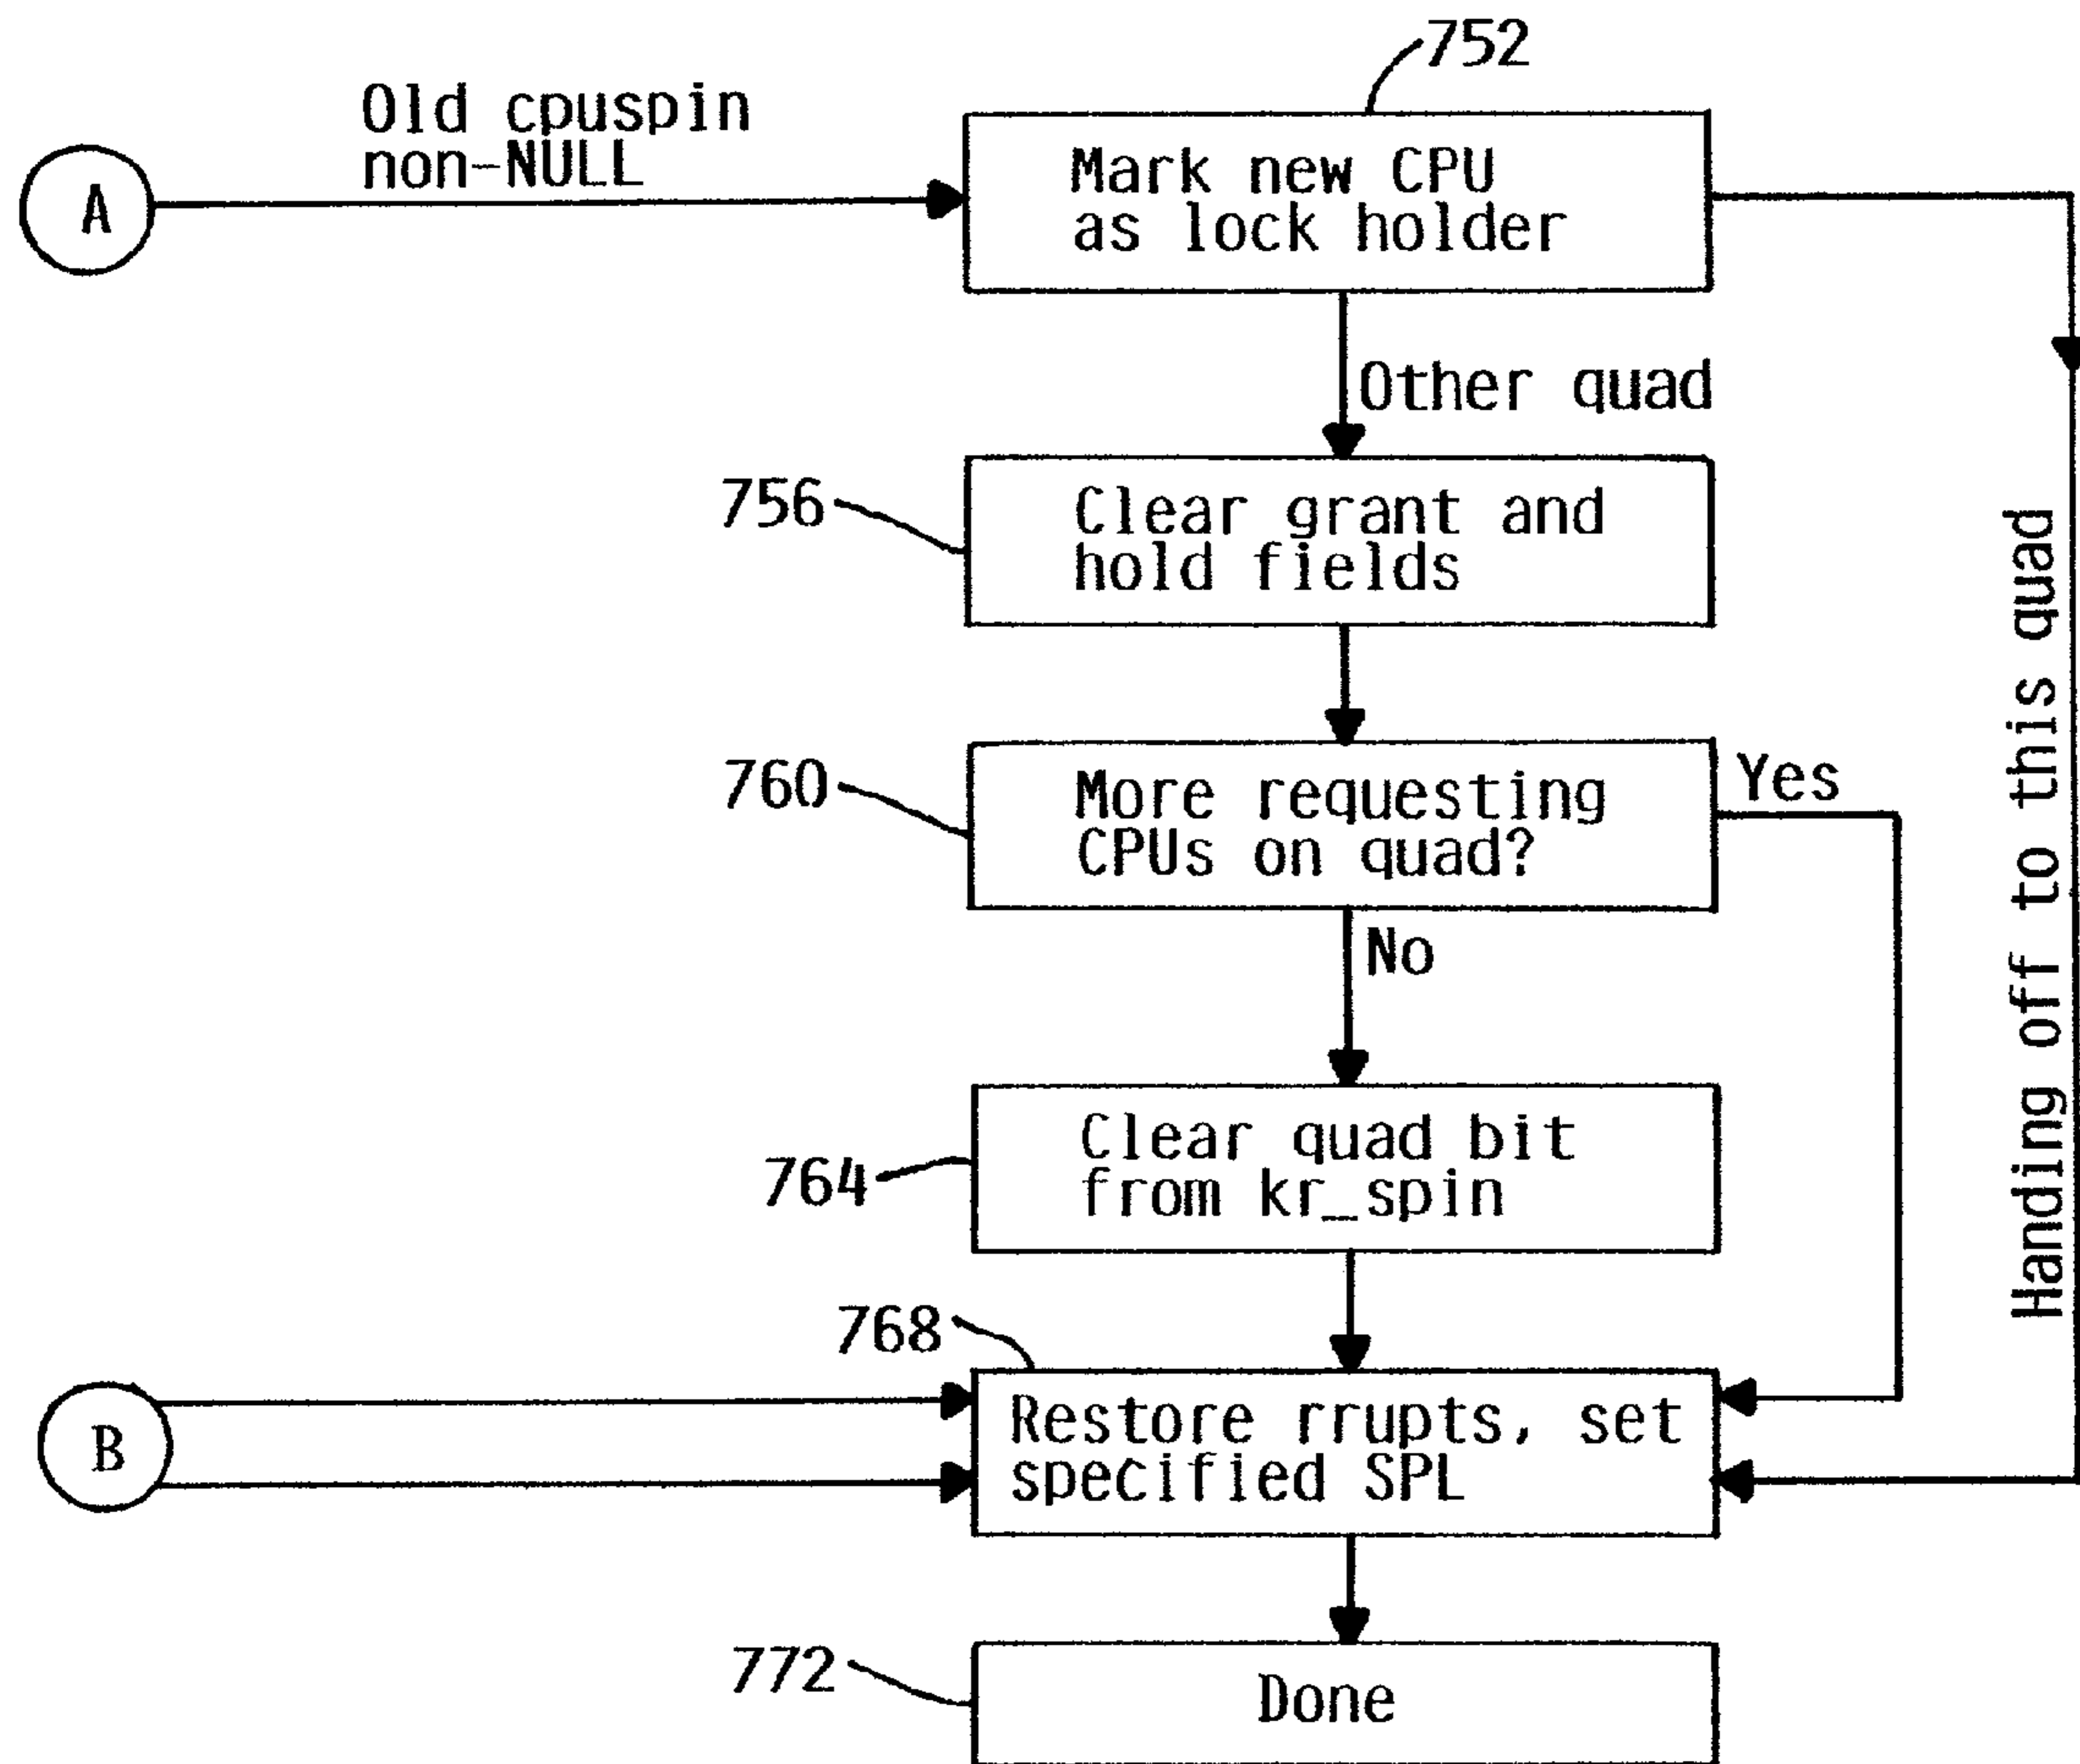 752
Old cpuspin
non-NULL
A
Mark new CPU
as lock holder
Other quad
756
Clear grant and
hold fields
Handing off to this quad
760
More requesting
CPUs on quad?
Yes
No
764
Clear quad bit
from kr_spin
768
B
Restore rrupts, set
specified SPL
772
Done